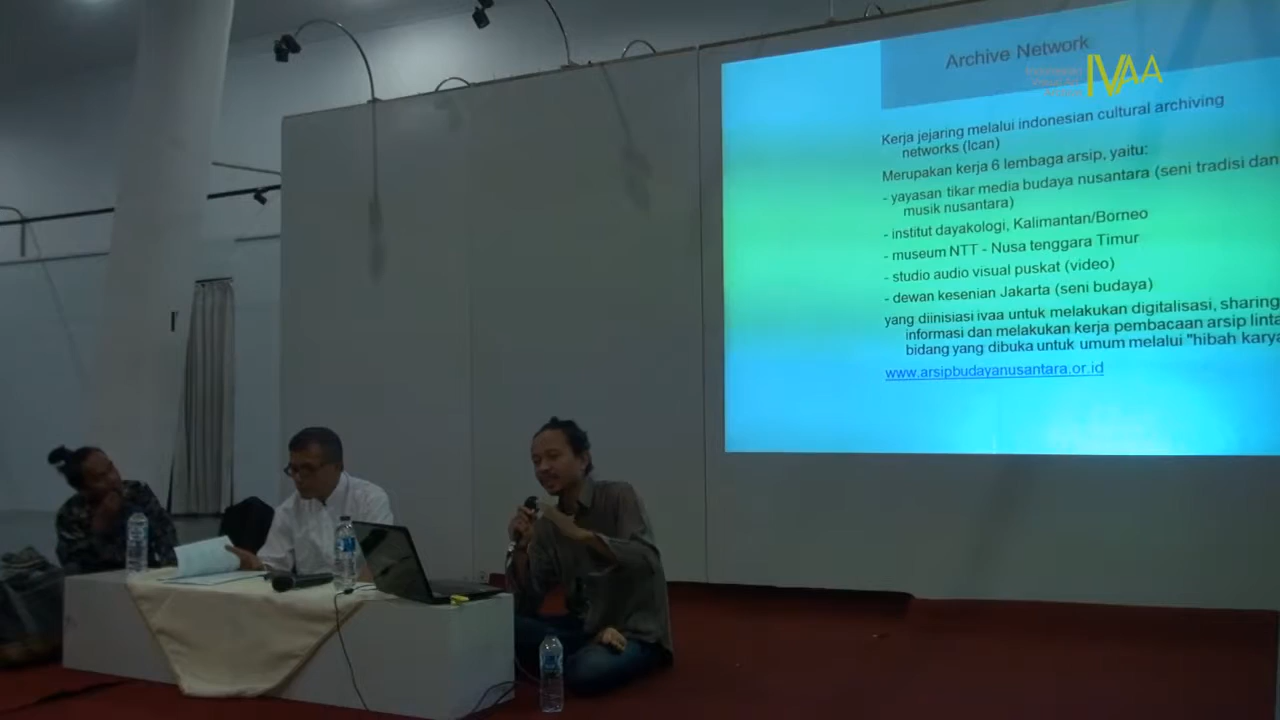 Archive Network
IVAA
Kerja jejaring melalui indonesian cultural archiving
networks (Ican)
Merupakan kerja 6 lembaga arsip, yaitu:
- yayasan tikar media budaya nusantara (seni tradisi dan
musik nusantara)
- institut dayakologi, Kalimantan/Borneo
- museum NTT - Nusa tenggara Timur
- studio audio visual puskat (video)
- dewan kesenian Jakarta (seni budaya)
yang diinisiasi ivaa untuk melakukan digitalisasi, sharing
informasi dan melakukan kerja pembacaan arsip linta
bidang yang dibuka untuk umum melalui "hibah karya
www.arsipbudayanusantara.or.id